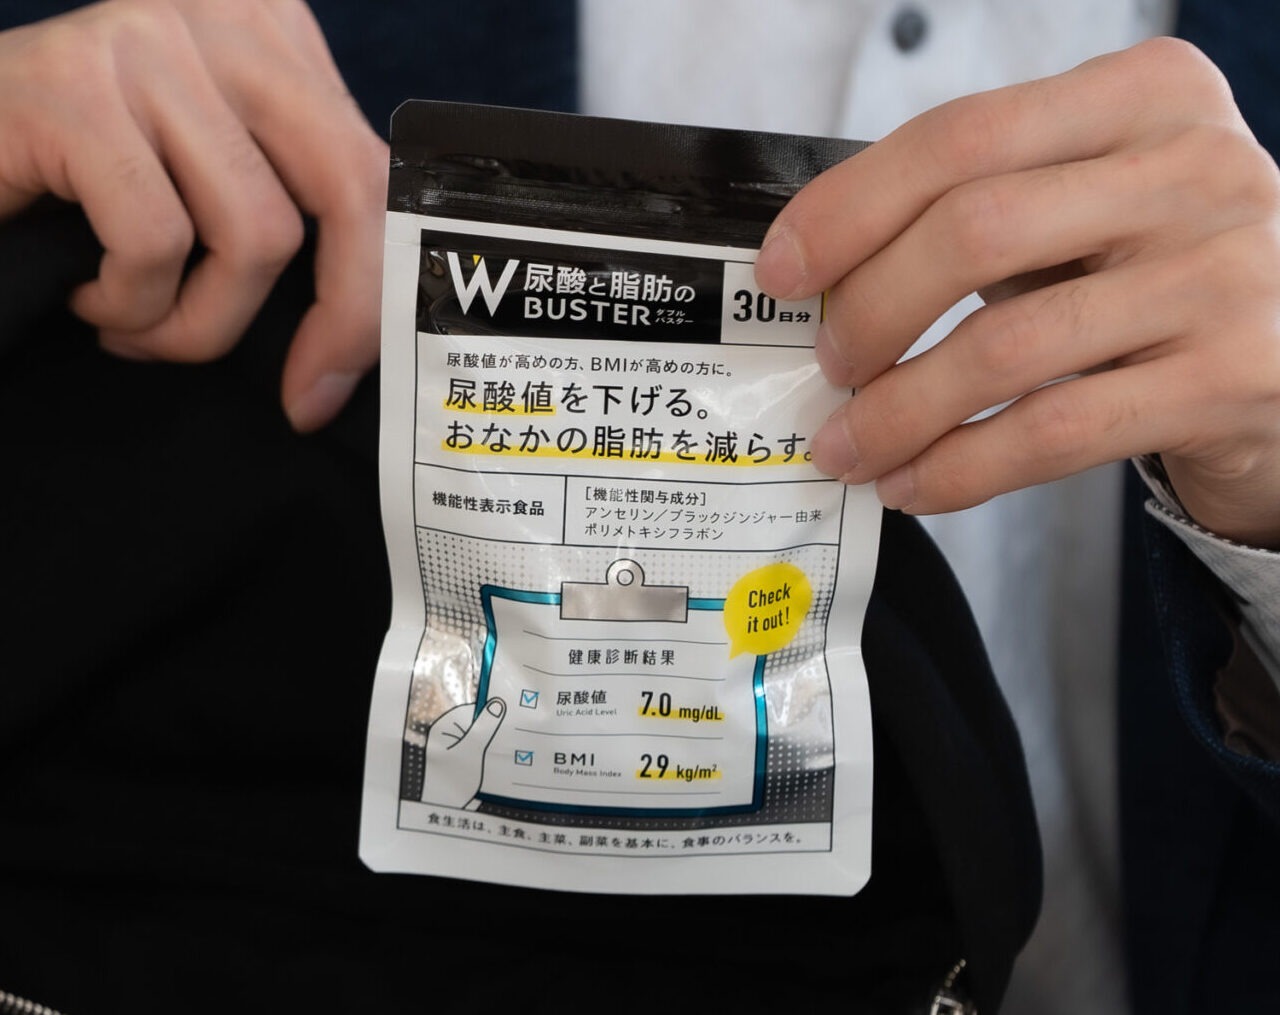 W 尿酸と脂肪の
BUSTER ダブルバスター
30日分
尿酸値が高めの方、BMIが高めの方に。
尿酸値を下げる。
おなかの脂肪を減らす。
機能性表示食品
[機能性関与成分]
アンセリン／ブラックジンジャー由来
ポリメトキシフラボン
Check
it out!
健康診断結果
尿酸値 7.0 mg/dL
Uric Acid Level
BMI 29 kg/m²
Body Mass Index
食生活は、主食、主菜、副菜を基本に、食事のバランスを。